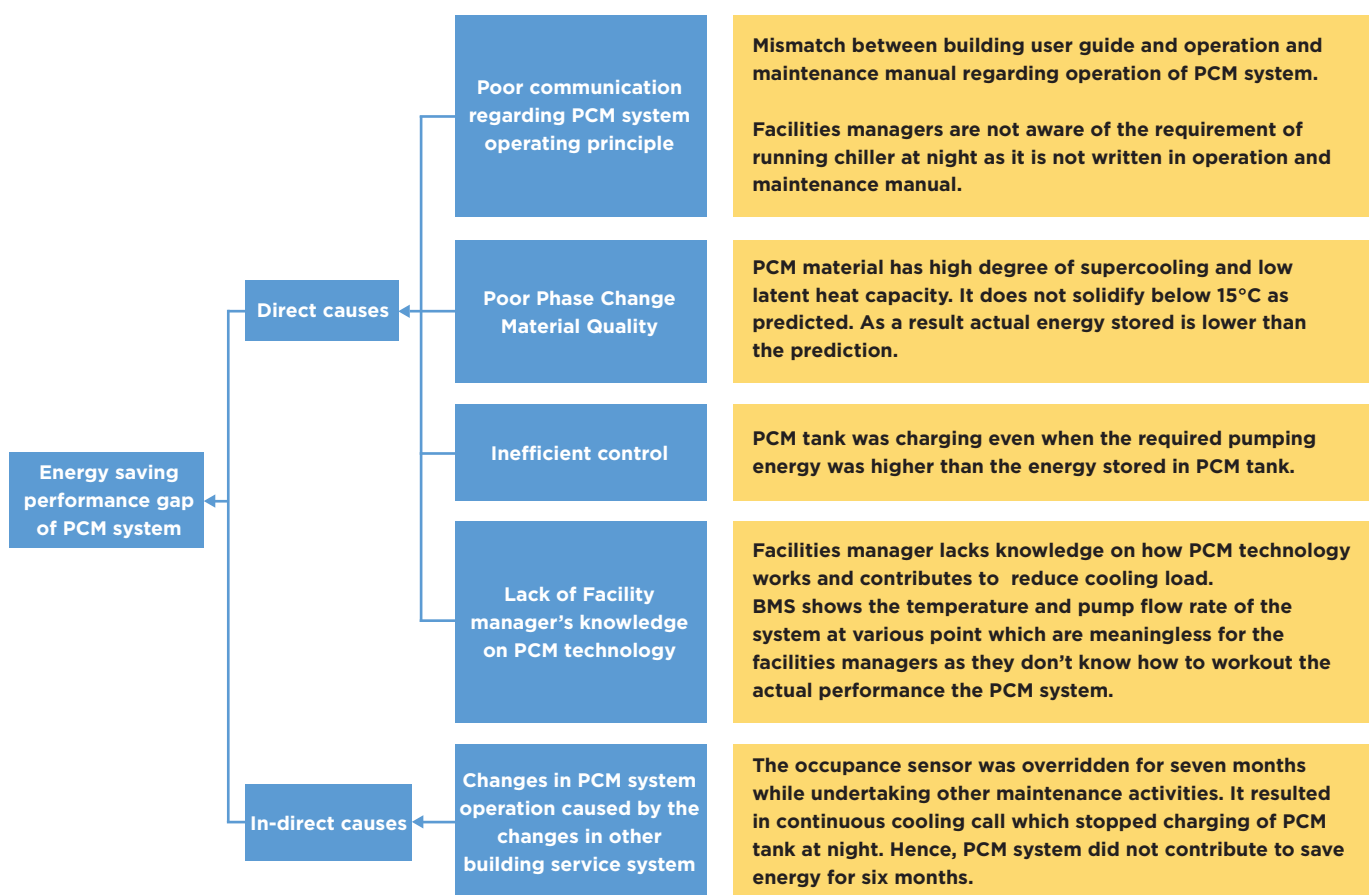 Energy saving
performance gap
of PCM system
Direct causes
In-direct causes
Poor communication
regarding PCM system
operating principle
Mismatch between building user guide and operation and
maintenance manual regarding operation of PCM system.
Facilities managers are not aware of the requirement of
running chiller at night as it is not written in operation and
maintenance manual.
Poor Phase Change
Material Quality
PCM material has high degree of supercooling and low
latent heat capacity. It does not solidify below 15°C as
predicted. As a result actual energy stored is lower than
the prediction.
Inefficient control
PCM tank was charging even when the required pumping
energy was higher than the energy stored in PCM tank.
Lack of Facility
manager's knowledge
on PCM technology
Facilities manager lacks knowledge on how PCM technology
works and contributes to  reduce cooling load.
BMS shows the temperature and pump flow rate of the
system at various point which are meaningless for the
facilities managers as they don't know how to workout the
actual performance the PCM system.
Changes in PCM system
operation caused by the
changes in other
building service system
The occupance sensor was overridden for seven months
while undertaking other maintenance activities. It resulted
in continuous cooling call which stopped charging of PCM
tank at night. Hence, PCM system did not contribute to save
energy for six months.